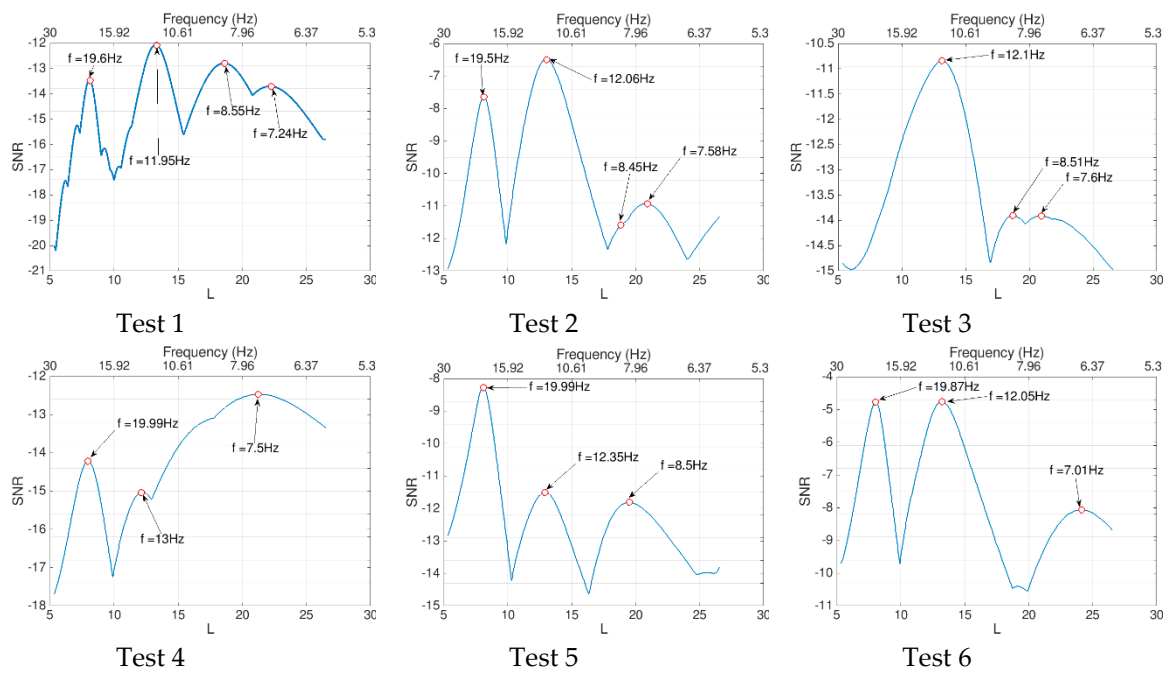 Frequency (Hz)
30 15.92 10.61 7.96 6.37 5.3
-12
-13
-14
-15
-16
-17
-18
-19
-20
-21
SNR
f =19.6Hz
f =8.55Hz
f =7.24Hz
f =11.95Hz
5 10 15 20 25 30
L
Test 1
Frequency (Hz)
30 15.92 10.61 7.96 6.37 5.3
-6
-7
-8
-9
-10
-11
-12
-13
SNR
f =19.5Hz
f =12.06Hz
f =7.58Hz
f =8.45Hz
5 10 15 20 25 30
L
Test 2
Frequency (Hz)
30 15.92 10.61 7.96 6.37 5.3
-10.5
-11
-11.5
-12
-12.5
-13
-13.5
-14
-14.5
-15
SNR
f =12.1Hz
f =8.51Hz
f =7.6Hz
5 10 15 20 25 30
L
Test 3
Frequency (Hz)
30 15.92 10.61 7.96 6.37 5.3
-12
-13
-14
-15
-16
-17
-18
SNR
f =19.99Hz
f =7.5Hz
f =13Hz
5 10 15 20 25 30
L
Test 4
Frequency (Hz)
30 15.92 10.61 7.96 6.37 5.3
-8
-9
-10
-11
-12
-13
-14
-15
SNR
f =19.99Hz
f =12.35Hz
f =8.5Hz
5 10 15 20 25 30
L
Test 5
Frequency (Hz)
30 15.92 10.61 7.96 6.37 5.3
-4
-5
-6
-7
-8
-9
-10
-11
SNR
f =19.87Hz
f =12.05Hz
f =7.01Hz
5 10 15 20 25 30
L
Test 6